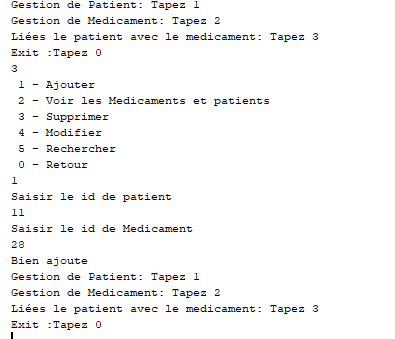 Gestion de Patient: Tapez 1
Gestion de Medicament: Tapez 2
Liées le patient avec le medicament: Tapez 3
Exit :Tapez 0
3
1 - Ajouter
2 - Voir les Medicaments et patients
3 - Supprimer
4 - Modifier
5 - Rechercher
0 - Retour
1
Saisir le id de patient
11
Saisir le id de Medicament
28
Bien ajoute
Gestion de Patient: Tapez 1
Gestion de Medicament: Tapez 2
Liées le patient avec le medicament: Tapez 3
Exit :Tapez 0